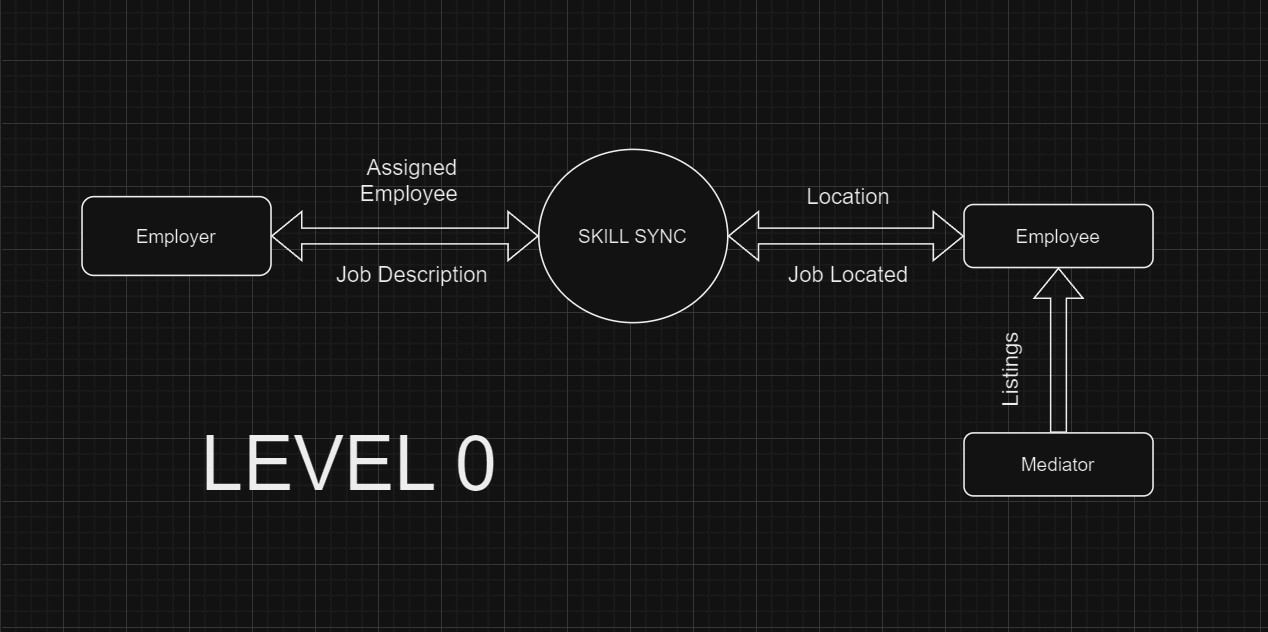 Assigned
Employee
Location
Employer
SKILL SYNC
Employee
Job Description
Job Located
Listings
LEVEL 0
Mediator